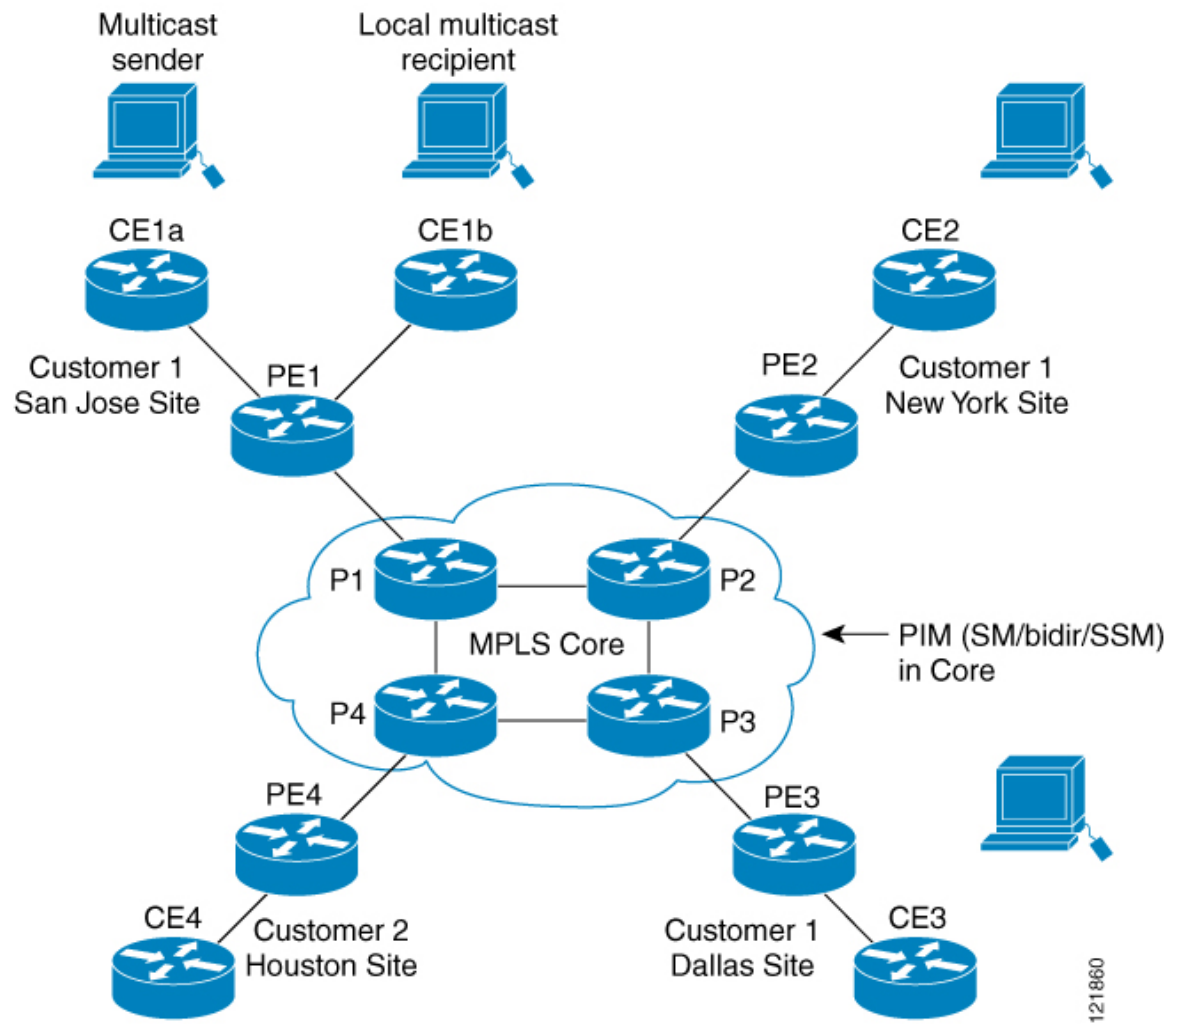 Multicast
sender
Local multicast
recipient
CE1a
CE1b
CE2
Customer 1
San Jose Site
PE1
PE2
Customer 1
New York Site
P1
P2
MPLS Core
PIM (SM/bidir/SSM)
in Core
P4
P3
PE4
PE3
CE4
Customer 2
Houston Site
Customer 1
Dallas Site
CE3
121860